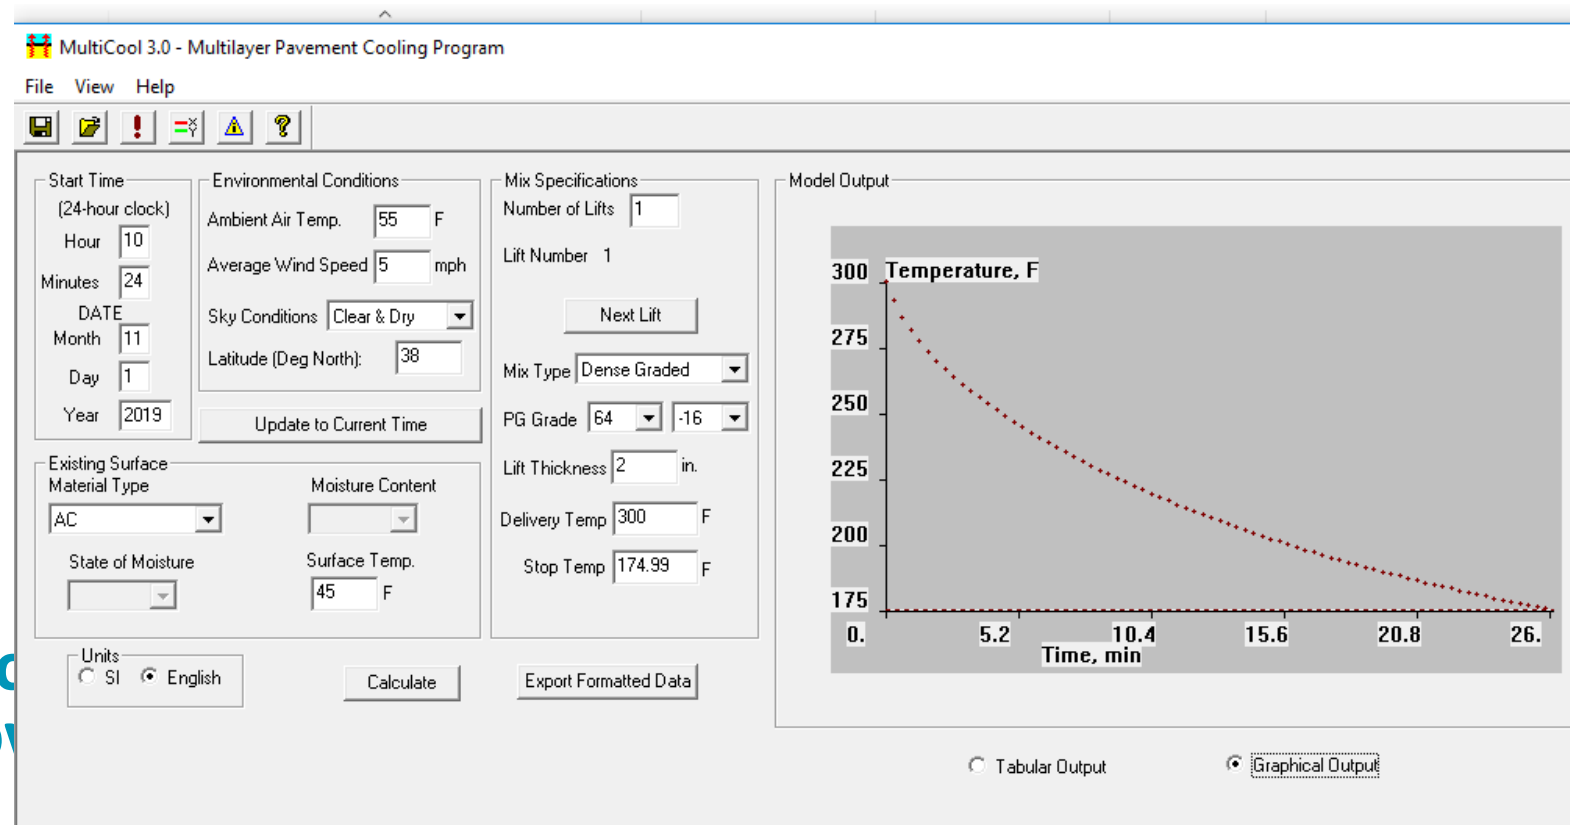 MultiCool 3.0 - Multilayer Pavement Cooling Program
File View Help
Start Time
(24-hour clock)
Hour 10
Minutes 24
DATE
Month 11
Day 1
Year 2019
Environmental Conditions
Ambient Air Temp. 55 F
Average Wind Speed 5 mph
Sky Conditions Clear & Dry
Latitude (Deg North): 38
Update to Current Time
Existing Surface
Material Type Moisture Content
AC
State of Moisture Surface Temp.
45 F
Units
SI English
Calculate
Mix Specifications
Number of Lifts 1
Lift Number 1
Next Lift
Mix Type Dense Graded
PG Grade 64 -16
Lift Thickness 2 in.
Delivery Temp 300 F
Stop Temp 174.99 F
Export Formatted Data
Model Output
Temperature, F
300
275
250
225
200
175
0. 5.2 10.4 15.6 20.8 26.
Time, min
Tabular Output Graphical Output